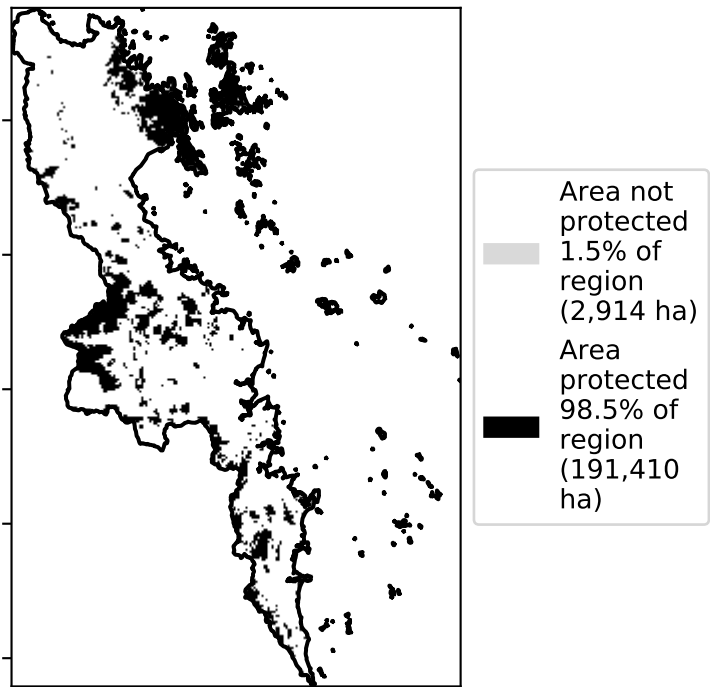 Area not
protected
1.5% of
region
(2,914 ha)
Area
protected
98.5% of
region
(191,410
ha)